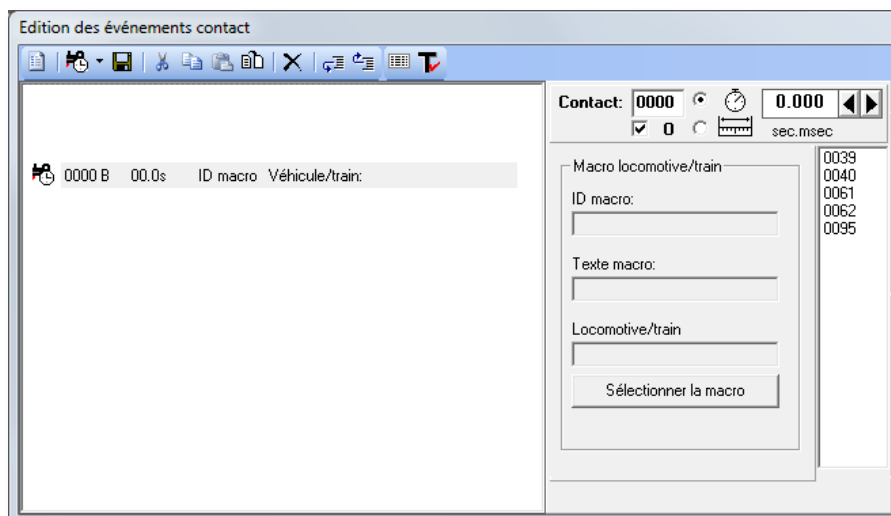 Edition des événements contact
Contact: 0000 0.000
0 sec.msec
0000 B 00.0s ID macro Véhicule/train:
Macro locomotive/train
ID macro:
Texte macro:
Locomotive/train
Sélectionner la macro
0039
0040
0061
0062
0095